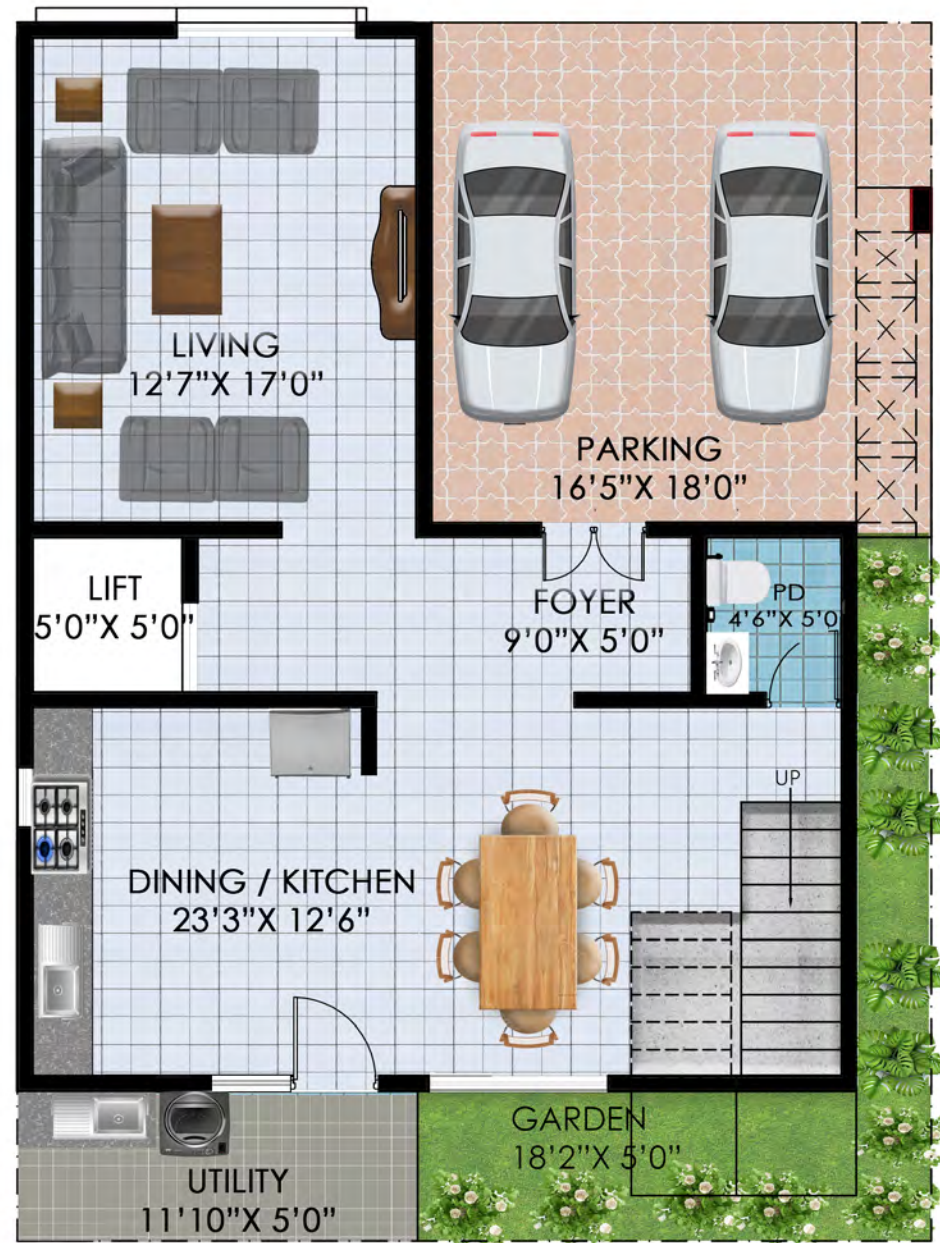 LIVING
12’7”X 17’0”
PARKING
16’5”X 18’0”
LIFT
5’0”X 5’0”
FOYER
9’0”X 5’0”
PD
4’6”X 5’0
UP
DINING / KITCHEN
23’3”X 12’6”
GARDEN
18’2”X 5’0”
UTILITY
11’10”X 5’0”